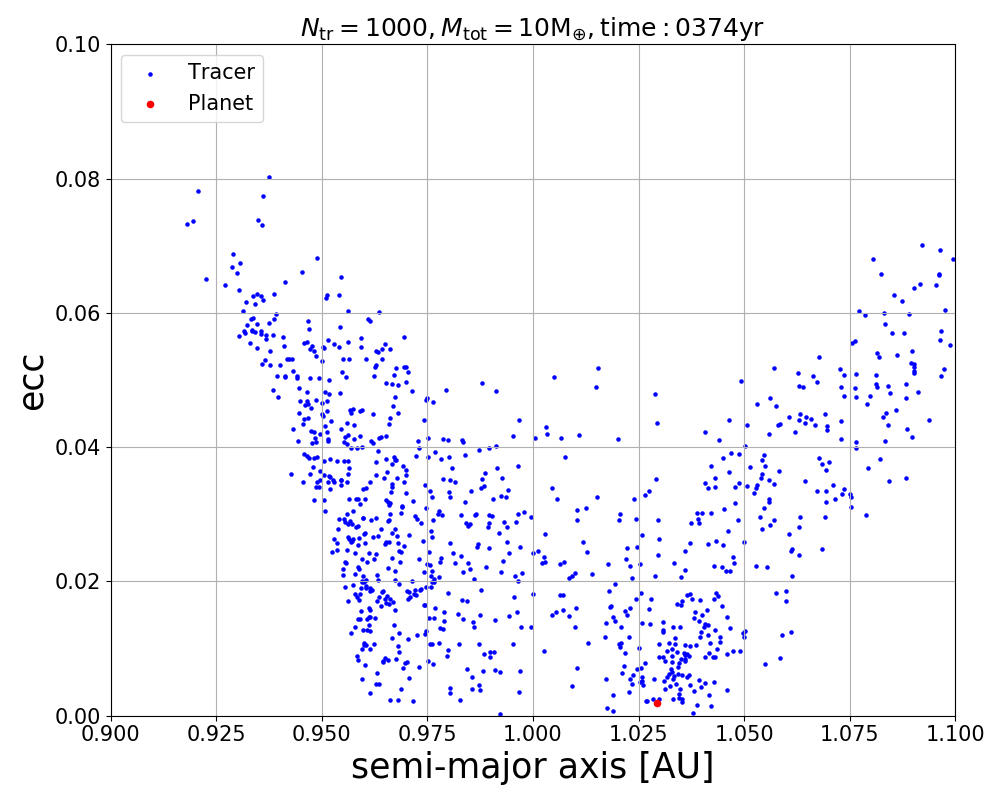 N_tr = 1000, M_tot = 10M_⊕, time : 0374yr
Tracer
Planet
0.10
0.08
0.06
0.04
0.02
0.00
ecc
0.900 0.925 0.950 0.975 1.000 1.025 1.050 1.075 1.100
semi-major axis [AU]